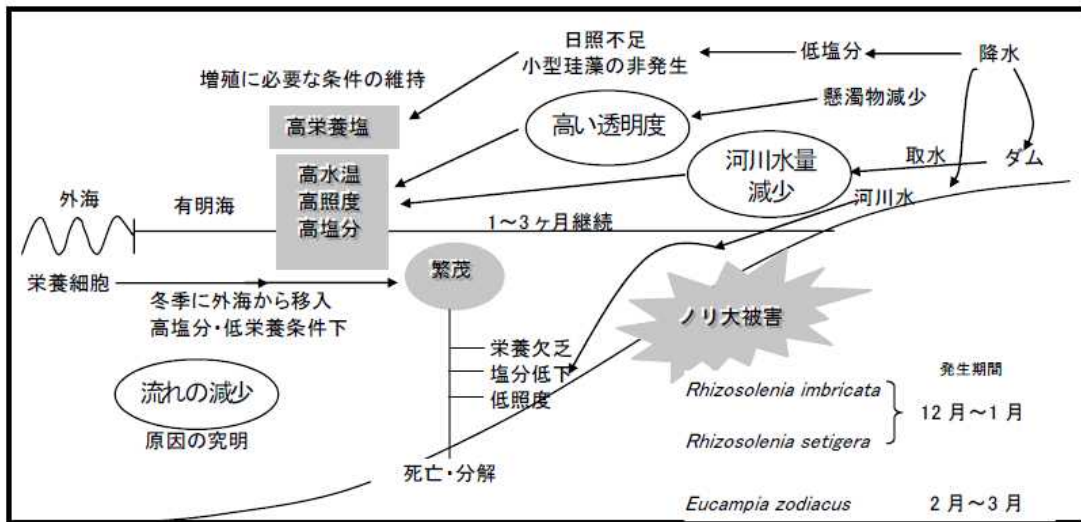 日照不足
小型珪藻の非発生
低塩分
降水
増殖に必要な条件の維持
懸濁物減少
高栄養塩
高い透明度
河川水量
減少
取水
ダム
高水温
高照度
高塩分
外海
有明海
1～3ヶ月継続
河川水
栄養細胞
冬季に外海から移入
高塩分・低栄養条件下
繁茂
ノリ大被害
栄養欠乏
塩分低下
低照度
流れの減少
原因の究明
死亡・分解
発生期間
Rhizosolenia imbricata
12月～1月
Rhizosolenia setigera
Eucampia zodiacus
2月～3月